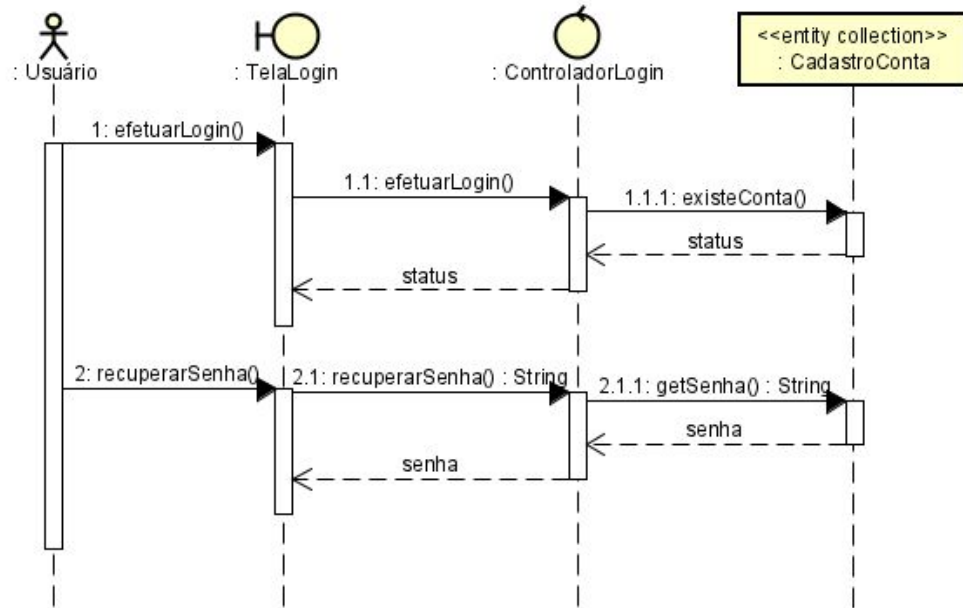 : Usuário
: TelaLogin
: ControladorLogin
<<entity collection>>
: CadastroConta
1: efetuarLogin()
1.1: efetuarLogin()
1.1.1: existeConta()
status
status
2: recuperarSenha()
2.1: recuperarSenha() : String
2.1.1: getSenha() : String
senha
senha